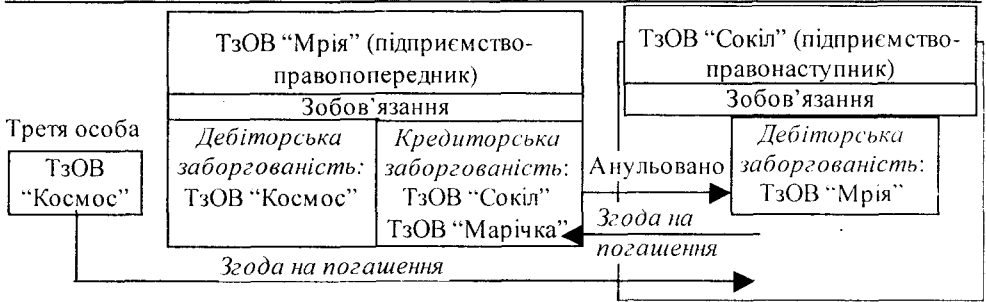 ТзОВ “Мрія” (підприємство-
правопопередник)
Зобов’язання
Дебіторська
заборгованість:
ТзОВ “Космос”
Кредиторська
заборгованість:
ТзОВ “Сокіл”
ТзОВ “Марічка”
ТзОВ “Сокіл” (підприємство-
правонаступник)
Зобов’язання
Дебіторська
заборгованість:
ТзОВ “Мрія”
Третя особа
ТзОВ
“Космос”
Анульовано
Згода на
погашення
Згода на погашення